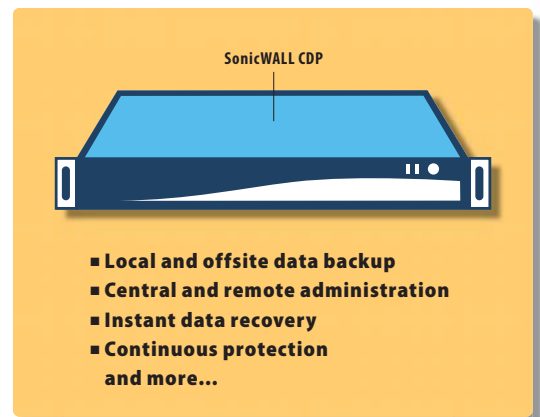 SonicWALL CDP
▪ Local and offsite data backup
▪ Central and remote administration
▪ Instant data recovery
▪ Continuous protection
and more...